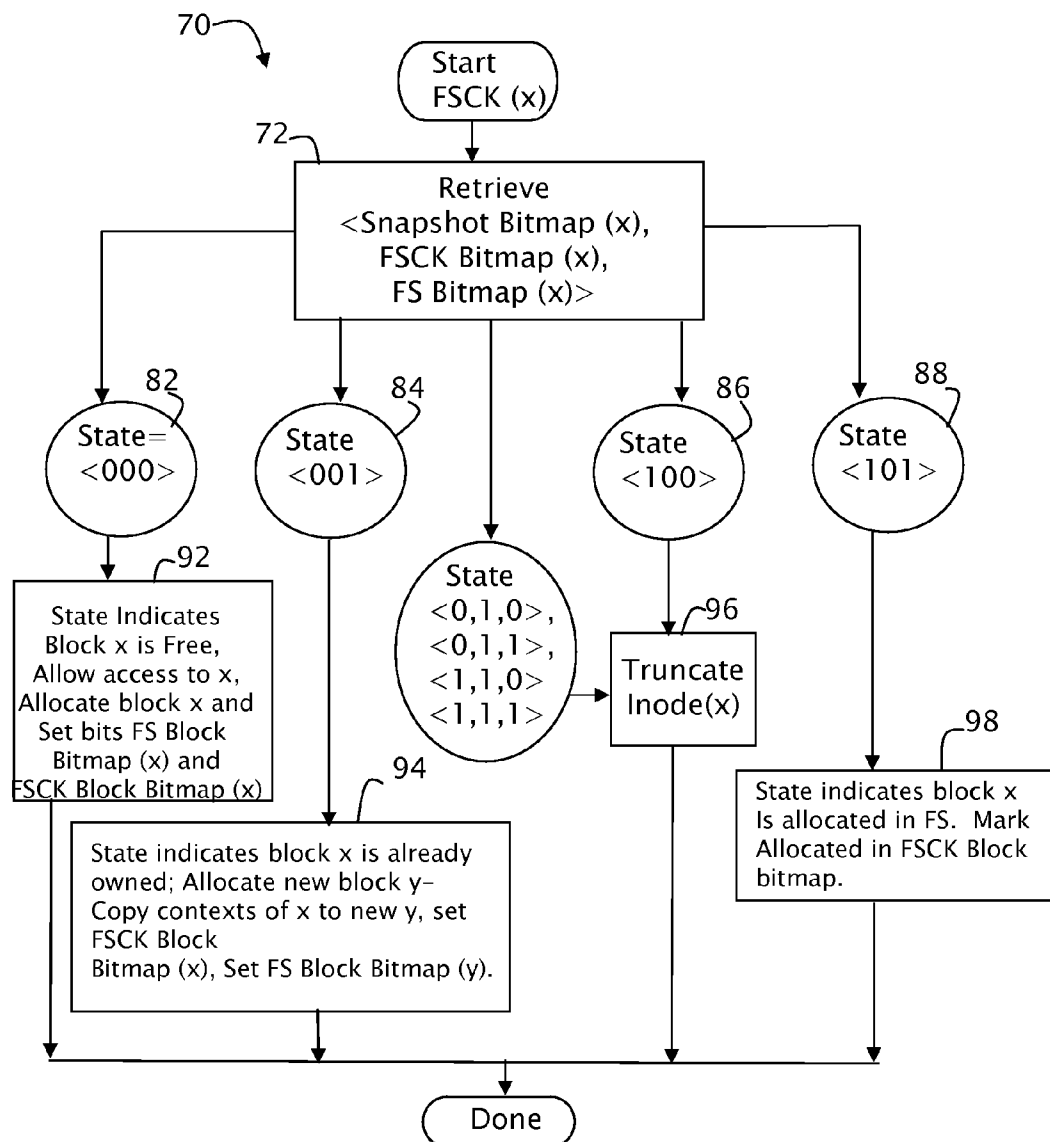 70
Start
FSCK (x)
72
Retrieve
<Snapshot Bitmap (x),
FSCK Bitmap (x),
FS Bitmap (x)>
82
State=
<000>
84
State
<001>
86
State
<100>
88
State
<101>
92
State Indicates
Block x is Free,
Allow access to x,
Allocate block x and
Set bits FS Block
Bitmap (x) and
FSCK Block Bitmap (x)
State
<0,1,0>,
<0,1,1>,
<1,1,0>
<1,1,1>
96
Truncate
Inode(x)
94
State indicates block x is already
owned; Allocate new block y-
Copy contexts of x to new y, set
FSCK Block
Bitmap (x), Set FS Block Bitmap (y).
98
State indicates block x
Is allocated in FS. Mark
Allocated in FSCK Block
bitmap.
Done